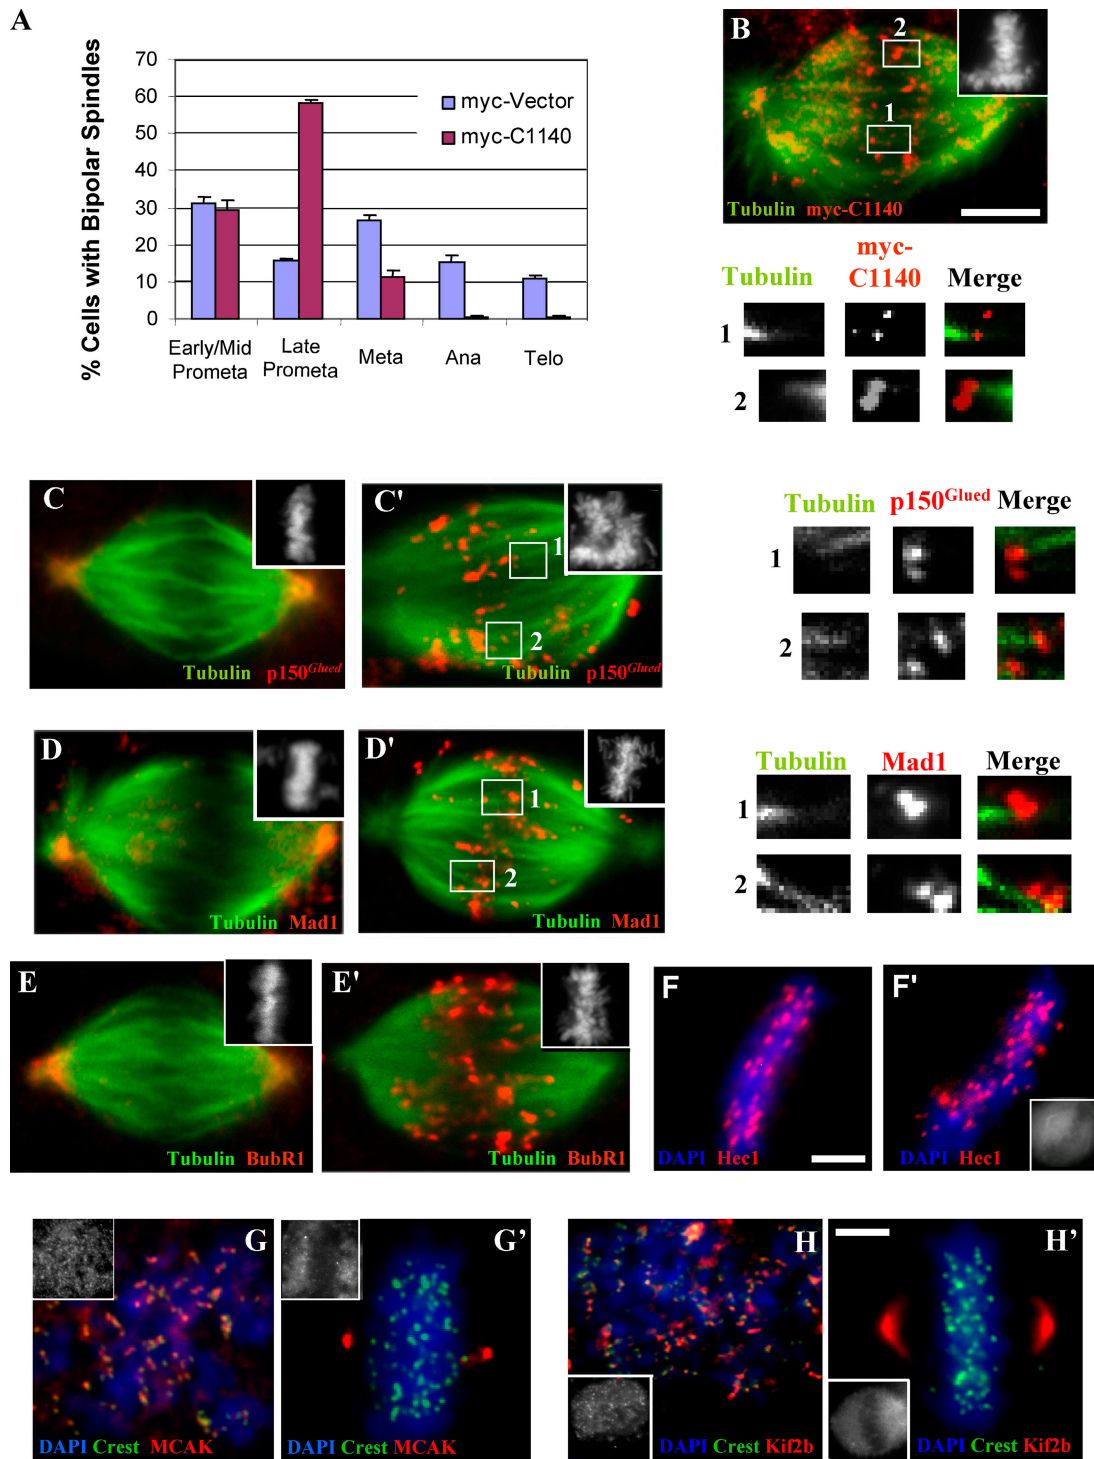 A
% Cells with Bipolar Spindles
70
60
50
40
30
20
10
0
myc-Vector
myc-C1140
Early/Mid Prometa
Late Prometa
Meta
Ana
Telo
B
2
1
Tubulin myc-C1140
Tubulin
myc-C1140
Merge
1
2
C
Tubulin p150Glued
C'
1
2
Tubulin p150Glued
Tubulin p150Glued Merge
1
2
D
Tubulin Mad1
D'
1
2
Tubulin Mad1
Tubulin Mad1 Merge
1
2
E
Tubulin BubR1
E'
Tubulin BubR1
F
DAPI Hec1
F'
DAPI Hec1
G
DAPI Crest MCAK
G'
DAPI Crest MCAK
H
DAPI Crest Kif2b
H'
DAPI Crest Kif2b